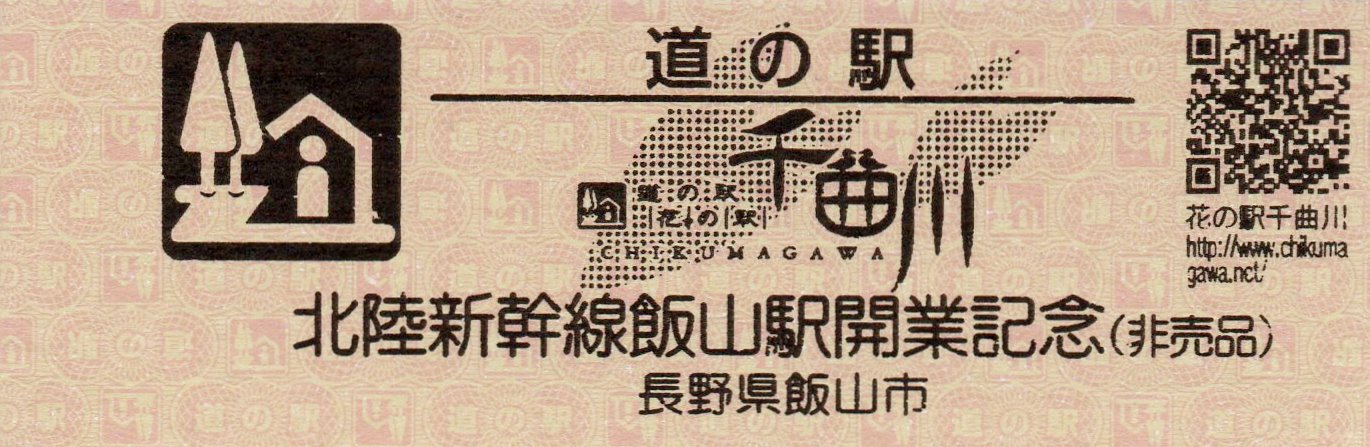 道の駅
千曲川
道の駅
花の駅
CHIKUMAGAWA
北陸新幹線飯山駅開業記念(非売品)
長野県飯山市
花の駅千曲川
http://www.chikuma
gawa.net/